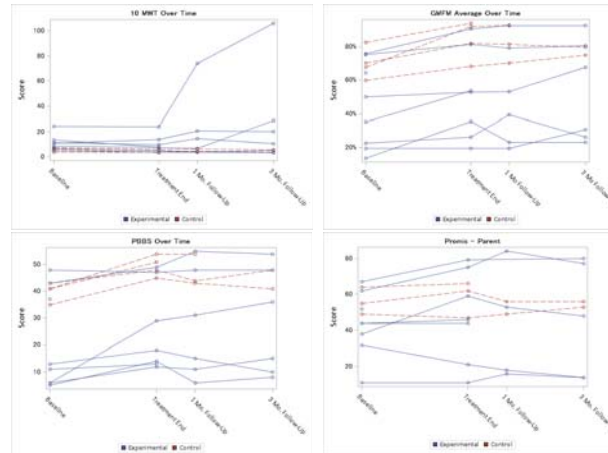 10 MWT Over Time
Score
100
80
60
40
20
0
Baseline
Treatment End
1 Mo. Follow-Up
3 Mo. Follow-Up
Experimental Control
GMFM Average Over Time
Score
80%
60%
40%
20%
Baseline
Treatment End
1 Mo. Follow-Up
3 Mo. Follow-Up
Experimental Control
PBBS Over Time
Score
50
40
30
20
10
Baseline
Treatment End
1 Mo. Follow-Up
3 Mo. Follow-Up
Experimental Control
Promis - Parent
Score
80
60
40
20
Baseline
Treatment End
1 Mo. Follow-Up
3 Mo. Follow-Up
Experimental Control